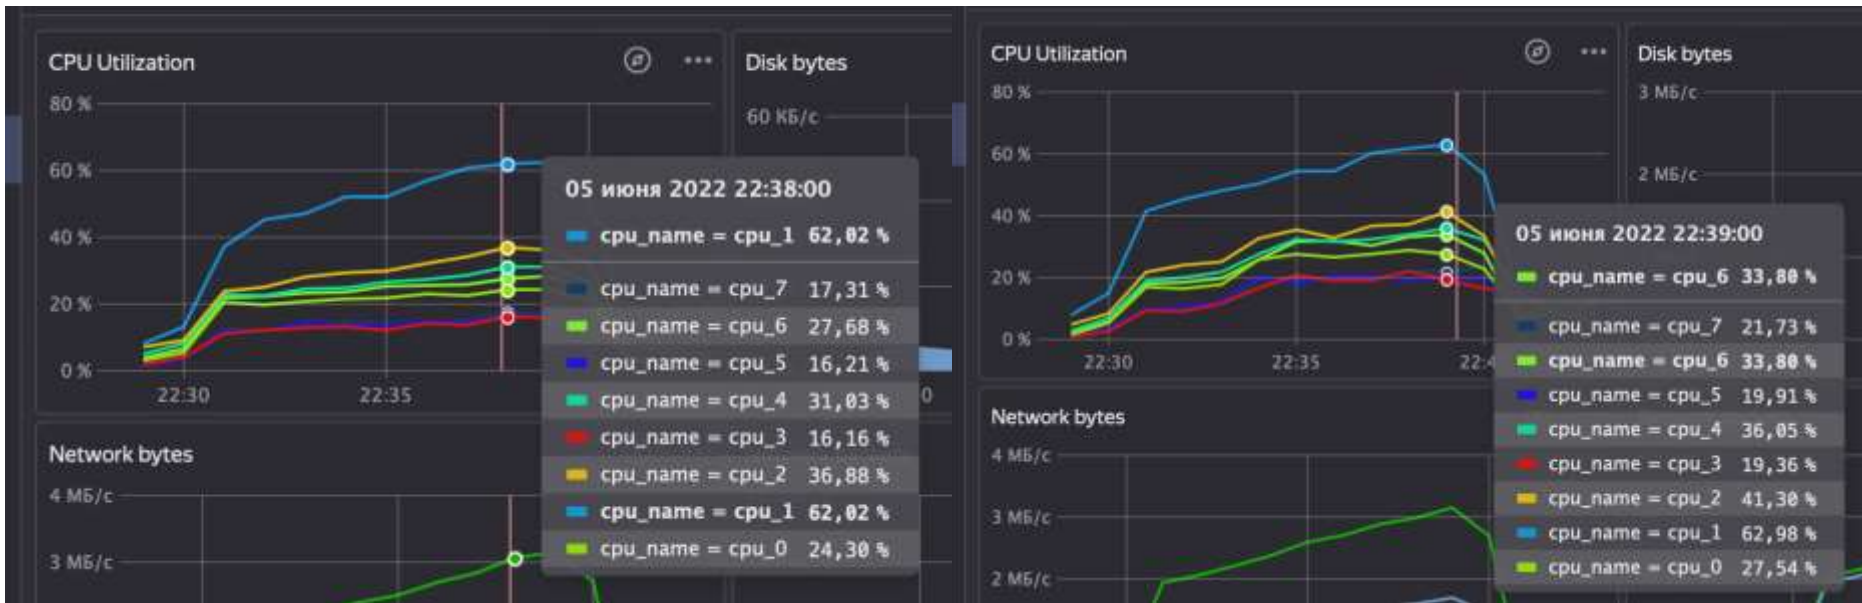 CPU Utilization
Disk bytes
80 %
60 %
40 %
20 %
0 %
22:30
22:35
60 КБ/с
05 июня 2022 22:38:00
cpu_name = cpu_1 62,02 %
cpu_name = cpu_7 17,31 %
cpu_name = cpu_6 27,68 %
cpu_name = cpu_5 16,21 %
cpu_name = cpu_4 31,03 %
cpu_name = cpu_3 16,16 %
cpu_name = cpu_2 36,88 %
cpu_name = cpu_1 62,02 %
cpu_name = cpu_0 24,30 %
0
Network bytes
4 МБ/с
3 МБ/с
CPU Utilization
Disk bytes
80 %
60 %
40 %
20 %
0 %
22:30
22:35
22:4
3 МБ/с
2 МБ/с
05 июня 2022 22:39:00
cpu_name = cpu_6 33,80 %
cpu_name = cpu_7 21,73 %
cpu_name = cpu_6 33,80 %
cpu_name = cpu_5 19,91 %
cpu_name = cpu_4 36,05 %
cpu_name = cpu_3 19,36 %
cpu_name = cpu_2 41,30 %
cpu_name = cpu_1 62,98 %
cpu_name = cpu_0 27,54 %
Network bytes
4 МБ/с
3 МБ/с
2 МБ/с